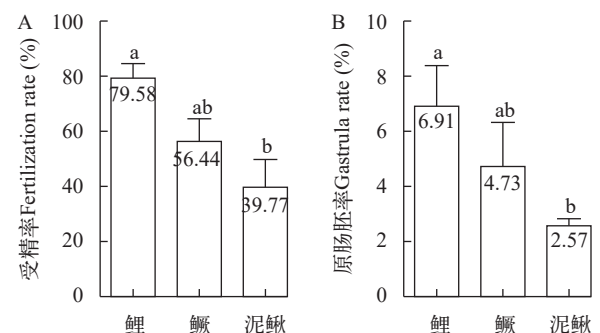 A
受精率Fertilization rate (%)
100
80
60
40
20
0
a
79.58
ab
56.44
b
39.77
鲤
鳜
泥鳅
B
原肠胚率Gastrula rate (%)
10
8
6
4
2
0
a
6.91
ab
4.73
b
2.57
鲤
鳜
泥鳅